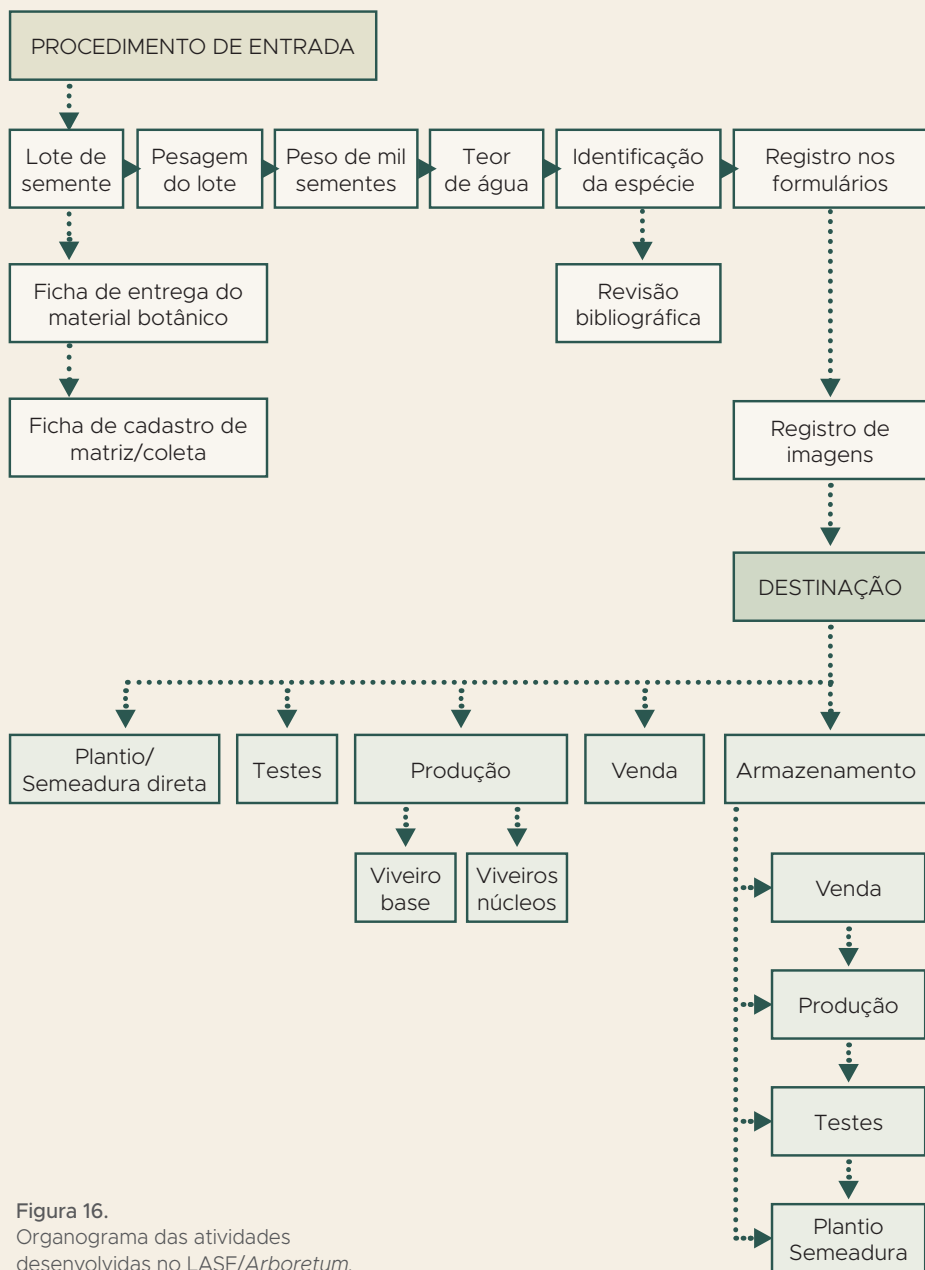 PROCEDIMENTO DE ENTRADA
Lote de
semente
Pesagem
do lote
Peso de mil
sementes
Teor
de água
Identificação
da espécie
Registro nos
formulários
Ficha de entrega do
material botânico
Revisão
bibliográfica
Ficha de cadastro de
matriz/coleta
Registro de
imagens
DESTINAÇÃO
Plantio/
Semeadura direta
Testes
Produção
Venda
Armazenamento
Viveiro
base
Viveiros
núcleos
Venda
Produção
Testes
Plantio
Semeadura
Figura 16.
Organograma das atividades
desenvolvidas no LASF/Arboretum.